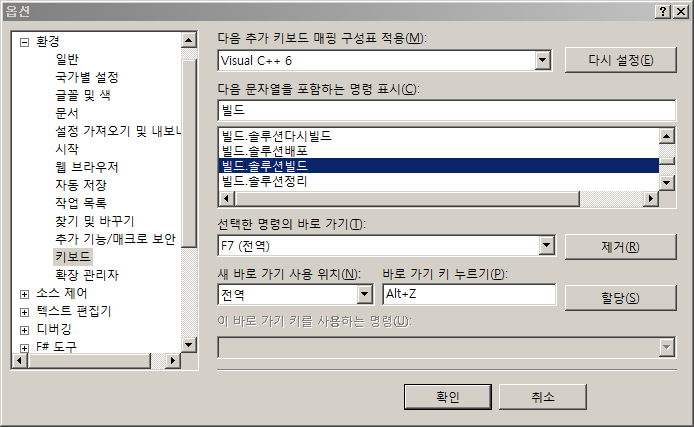 옵션
환경
일반
국가별 설정
글꼴 및 색
문서
설정 가져오기 및 내보니
시작
웹 브라우저
자동 저장
작업 목록
찾기 및 바꾸기
추가 기능/매크로 보안
키보드
확장 관리자
소스 제어
텍스트 편집기
디버깅
F# 도구
다음 추가 키보드 매핑 구성표 적용(M):
Visual C++ 6
다시 설정(E)
다음 문자열을 포함하는 명령 표시(C):
빌드
빌드.솔루션다시빌드
빌드.솔루션배포
빌드.솔루션빌드
빌드.솔루션정리
선택한 명령의 바로 가기(T):
F7 (전역)
제거(R)
새 바로 가기 사용 위치(N):
바로 가기 키 누르기(P):
전역
Alt+Z
할당(S)
이 바로 가기 키를 사용하는 명령(U):
확인
취소